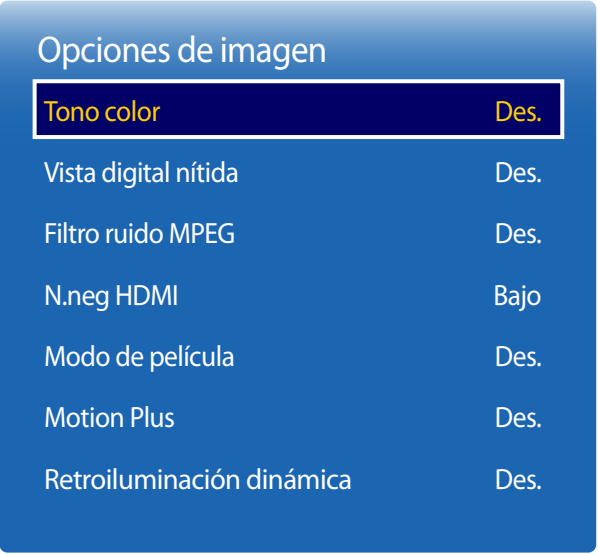 Opciones de imagen
Tono color Des.
Vista digital nítida Des.
Filtro ruido MPEG Des.
N.neg HDMI Bajo
Modo de película Des.
Motion Plus Des.
Retroiluminación dinámica Des.